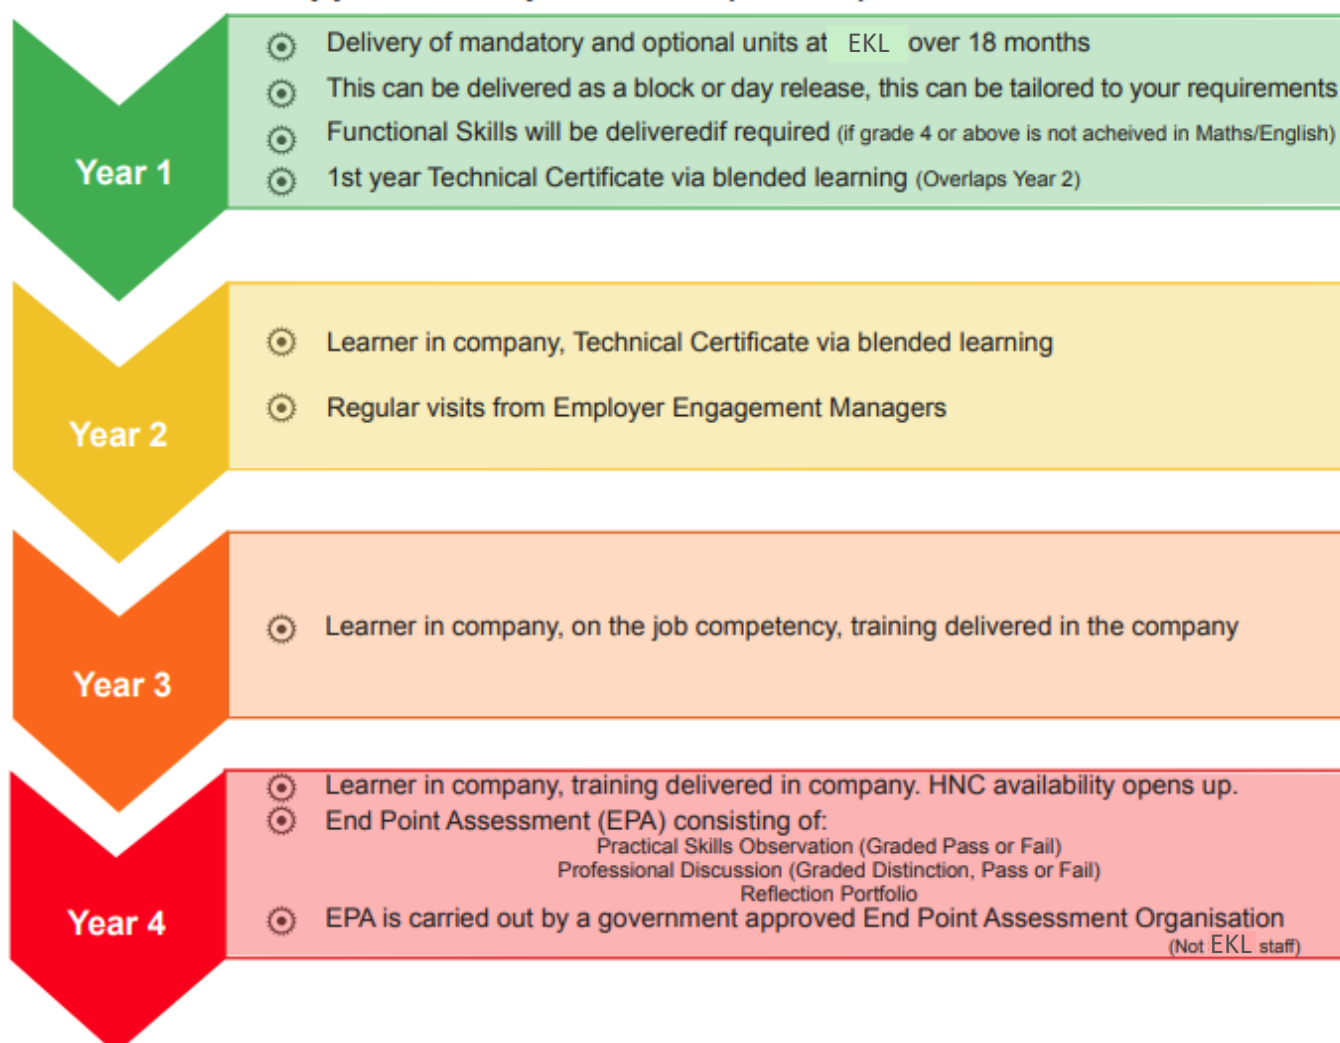 Delivery of mandatory and optional units at EKL over 18 months
This can be delivered as a block or day release, this can be tailored to your requirements
Functional Skills will be deliveredif required (if grade 4 or above is not acheived in Maths/English)
Year 1
1st year Technical Certificate via blended learning (Overlaps Year 2)
Learner in company, Technical Certificate via blended learning
Regular visits from Employer Engagement Managers
Year 2
Learner in company, on the job competency, training delivered in the company
Year 3
Learner in company, training delivered in company. HNC availability opens up.
End Point Assessment (EPA) consisting of:
Practical Skills Observation (Graded Pass or Fail)
Professional Discussion (Graded Distinction, Pass or Fail)
Reflection Portfolio
Year 4
EPA is carried out by a government approved End Point Assessment Organisation
(Not EKL staff)